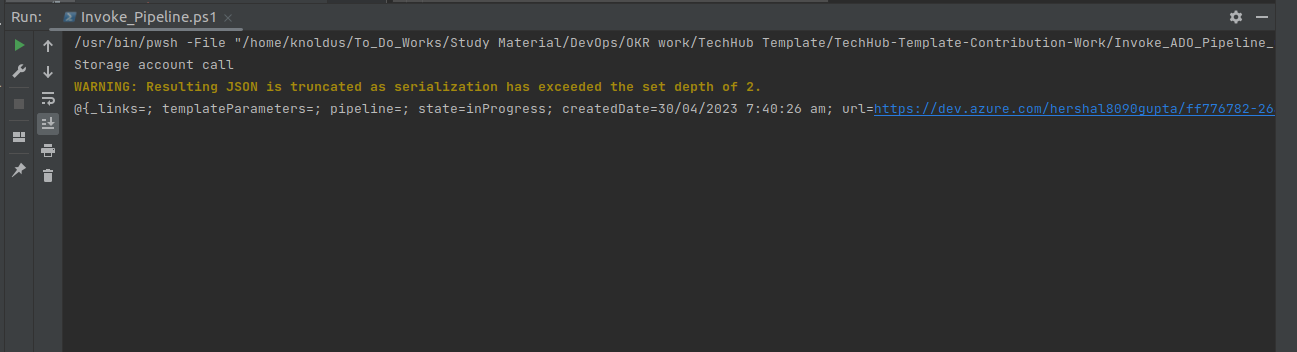 Run: Invoke_Pipeline.ps1
/usr/bin/pwsh -File "/home/knoldus/To_Do_Works/Study Material/DevOps/OKR work/TechHub Template/TechHub-Template-Contribution-Work/Invoke_ADO_Pipeline_
Storage account call
WARNING: Resulting JSON is truncated as serialization has exceeded the set depth of 2.
@{_links=; templateParameters=; pipeline=; state=inProgress; createdDate=30/04/2023 7:40:26 am; url=https://dev.azure.com/hershal8090gupta/ff776782-26